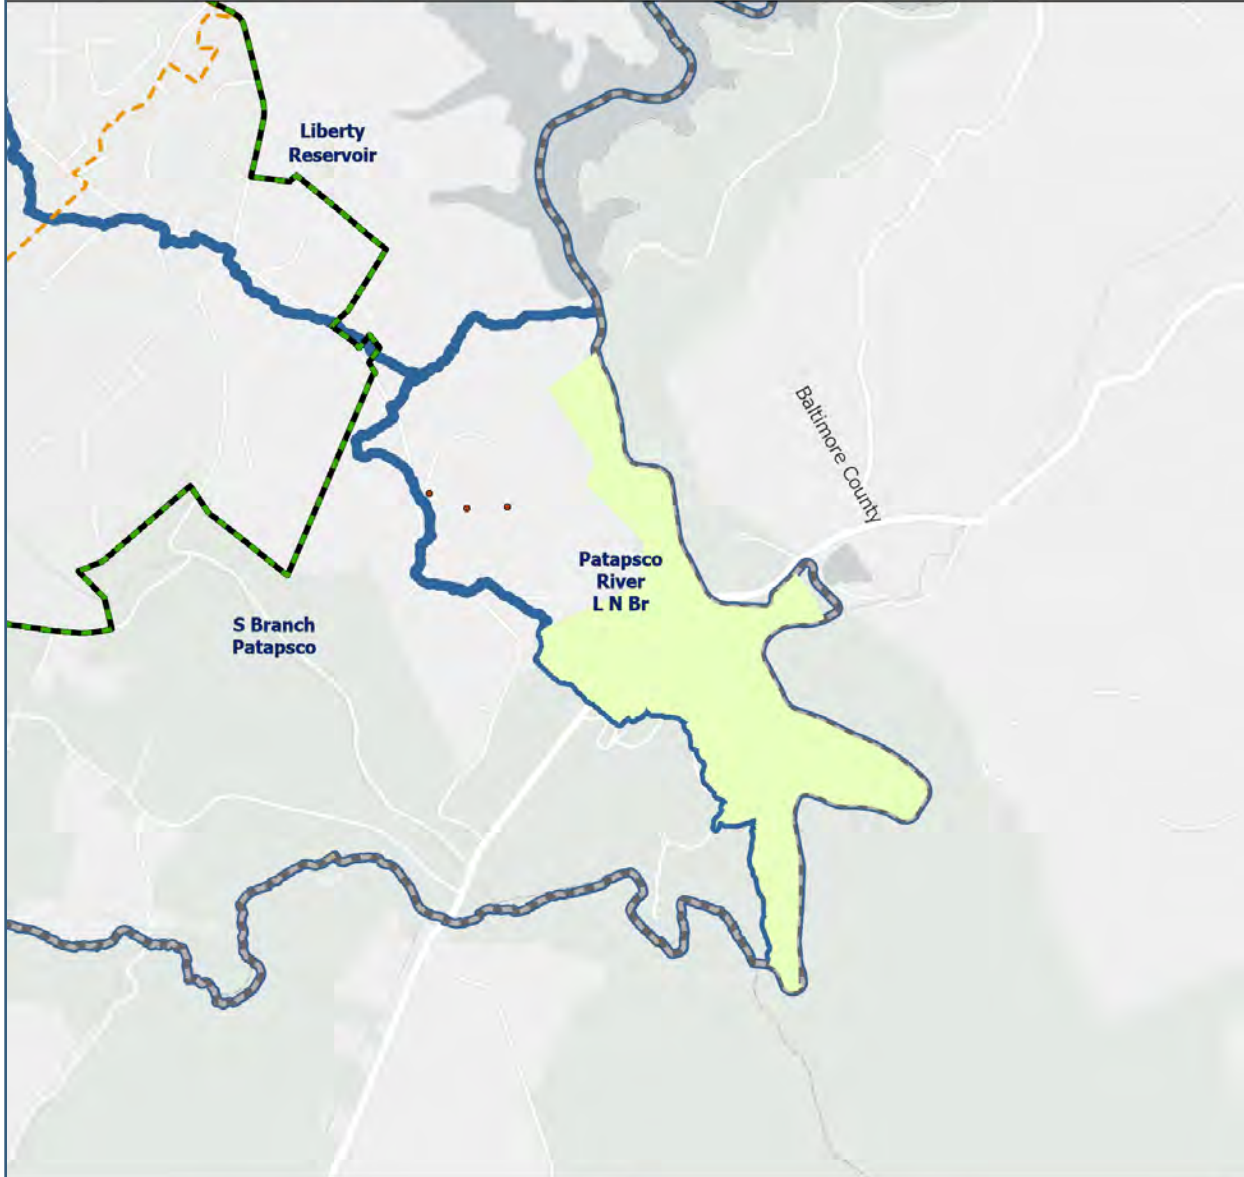 Liberty
Reservoir
Baltimore County
Patapsco
River
L N Br
S Branch
Patapsco